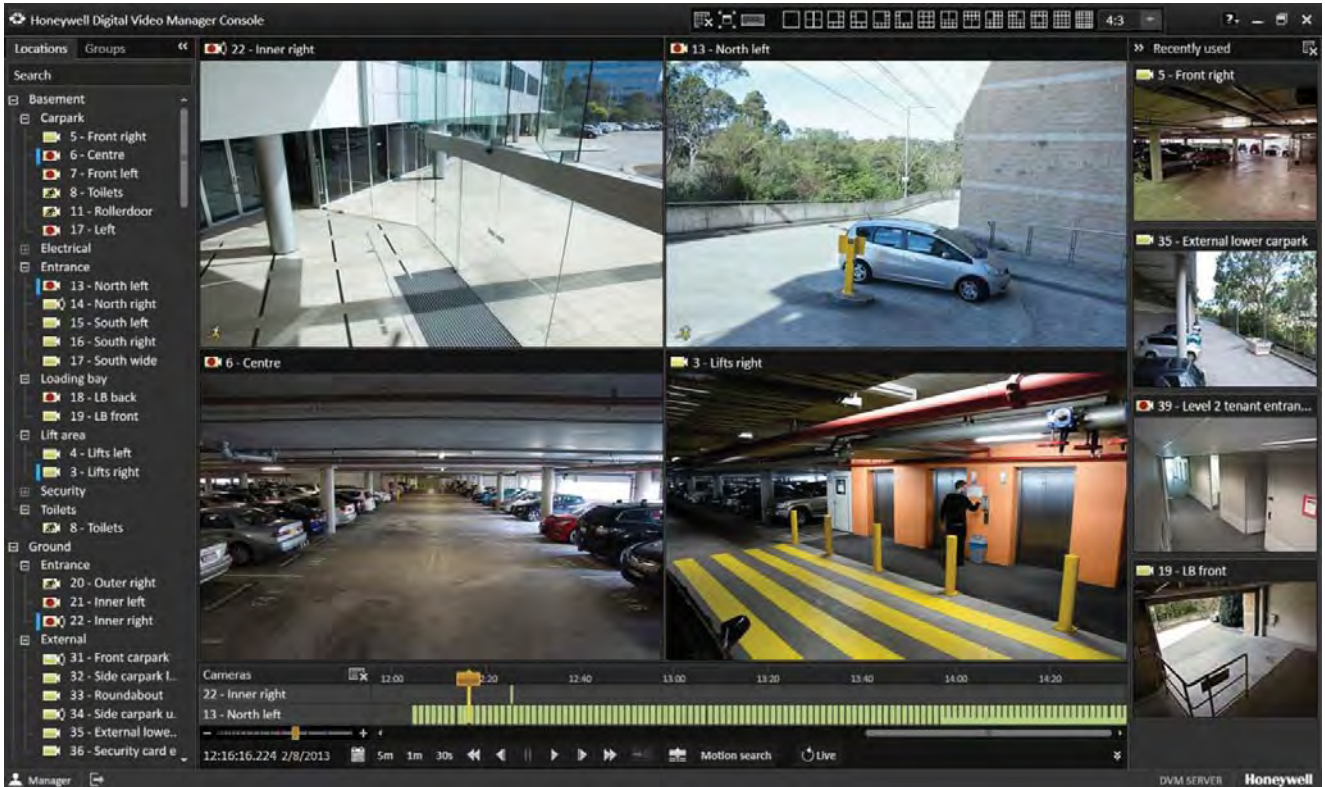 Honeywell Digital Video Manager Console
4:3
Locations Groups
Search
Basement
Carpark
5 - Front right
6 - Centre
7 - Front left
8 - Toilets
11 - Rollerdoor
17 - Left
Electrical
Entrance
13 - North left
14 - North right
15 - South left
16 - South right
17 - South wide
Loading bay
18 - LB back
19 - LB front
Lift area
4 - Lifts left
3 - Lifts right
Security
Toilets
8 - Toilets
Ground
Entrance
20 - Outer right
21 - Inner left
22 - Inner right
External
31 - Front carpark
32 - Side carpark l..
33 - Roundabout
34 - Side carpark u.
35 - External lowe..
36 - Security card e
22 - Inner right
13 - North left
6 - Centre
3 - Lifts right
Cameras
12:00 12:20 12:40 13:00 13:20 13:40 14:00 14:20
22 - Inner right
13 - North left
12:16:16.224 2/8/2013 5m 1m 30s Motion search Live
Recently used
5 - Front right
35 - External lower carpark
39 - Level 2 tenant entran...
19 - LB front
Manager
DVM SERVER Honeywell